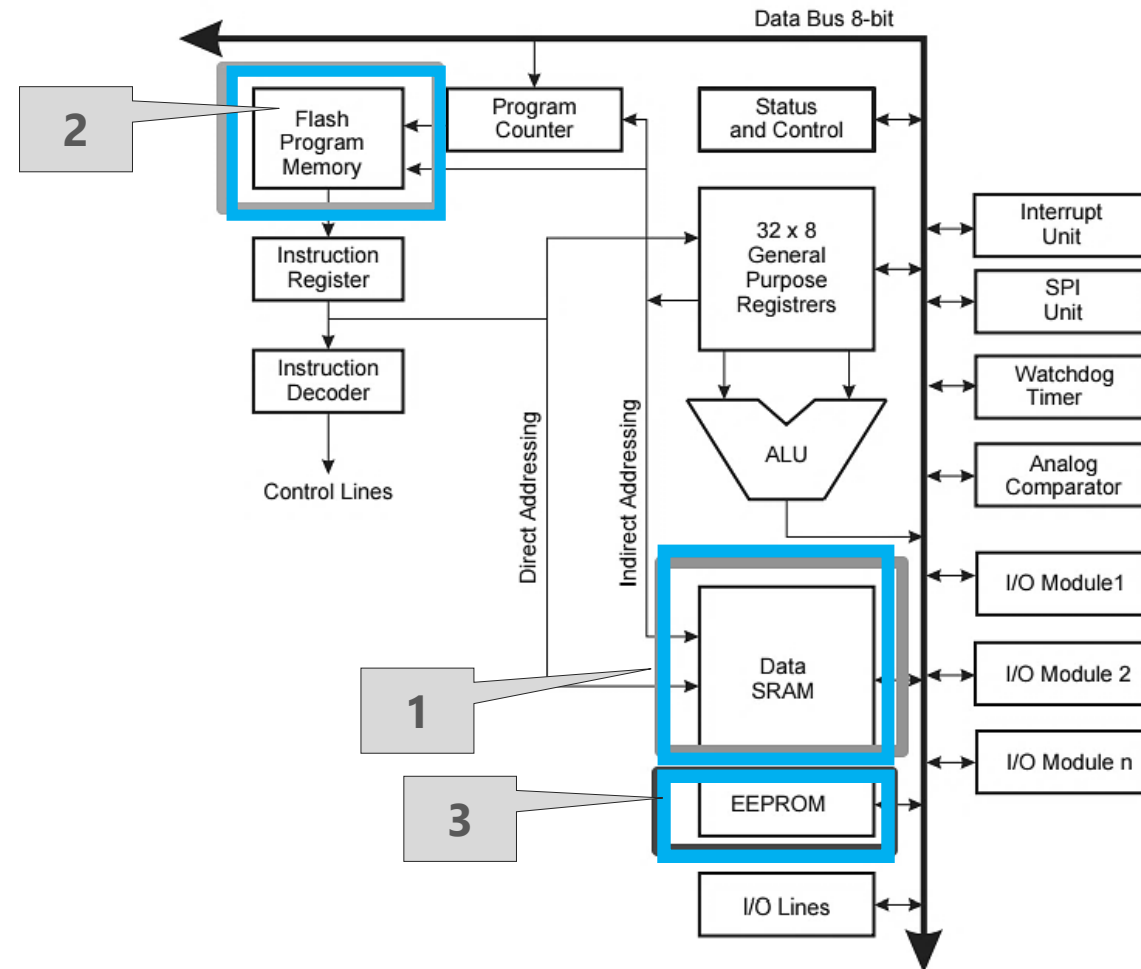 Data Bus 8-bit
2
Flash
Program
Memory
Program
Counter
Status
and Control
Instruction
Register
32 x 8
General
Purpose
Registrers
Interrupt
Unit
SPI
Unit
Instruction
Decoder
Watchdog
Timer
Control Lines
Direct Addressing
Indirect Addressing
ALU
Analog
Comparator
I/O Module1
1
Data
SRAM
I/O Module 2
3
EEPROM
I/O Module n
I/O Lines